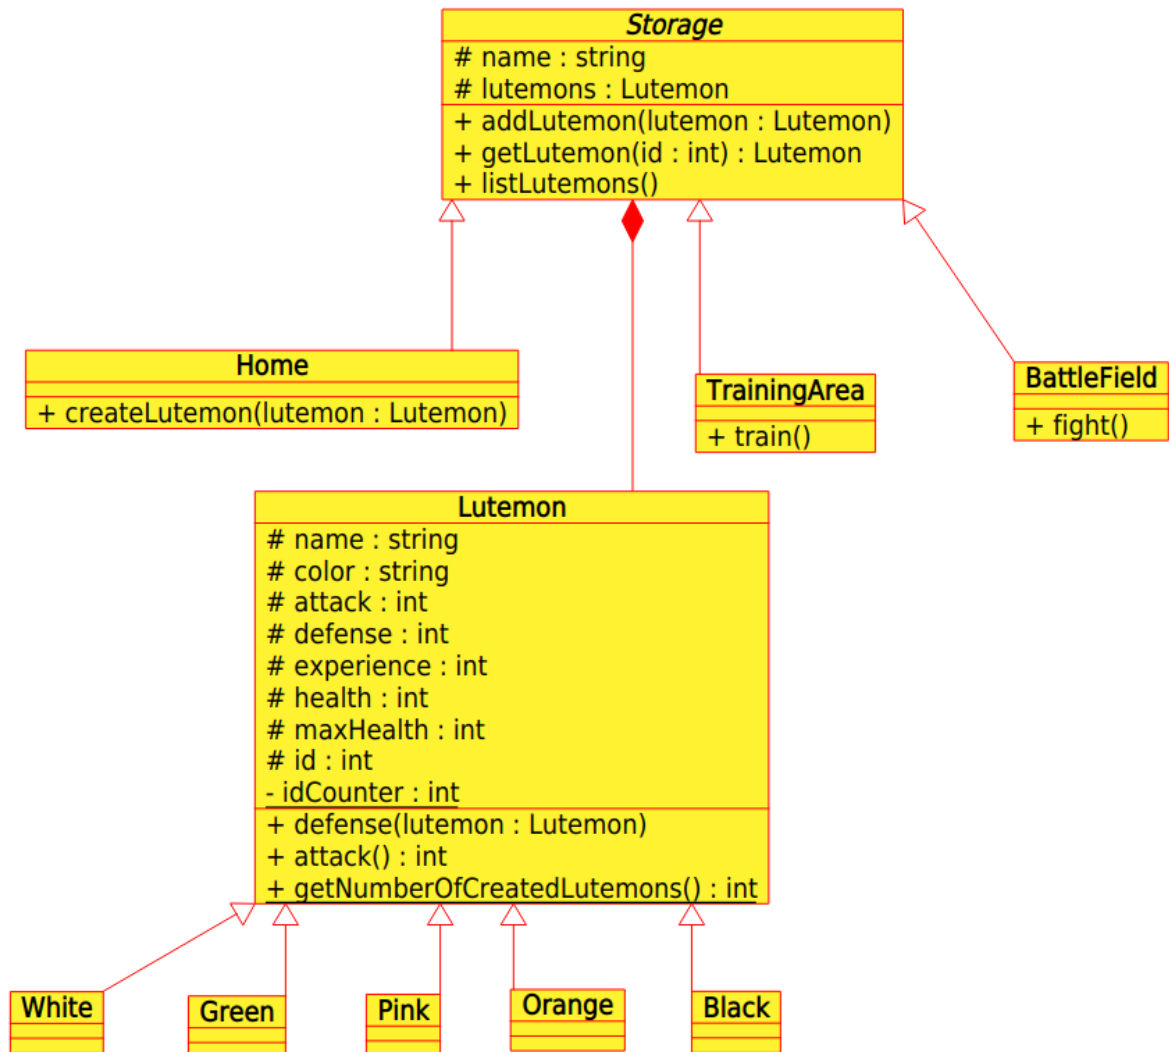 Storage
# name : string
# lutemons : Lutemon
+ addLutemon(lutemon : Lutemon)
+ getLutemon(id : int) : Lutemon
+ listLutemons()
Home
+ createLutemon(lutemon : Lutemon)
TrainingArea
+ train()
BattleField
+ fight()
Lutemon
# name : string
# color : string
# attack : int
# defense : int
# experience : int
# health : int
# maxHealth : int
# id : int
- idCounter : int
+ defense(lutemon : Lutemon)
+ attack() : int
+ getNumberOfCreatedLutemons() : int
White
Green
Pink
Orange
Black